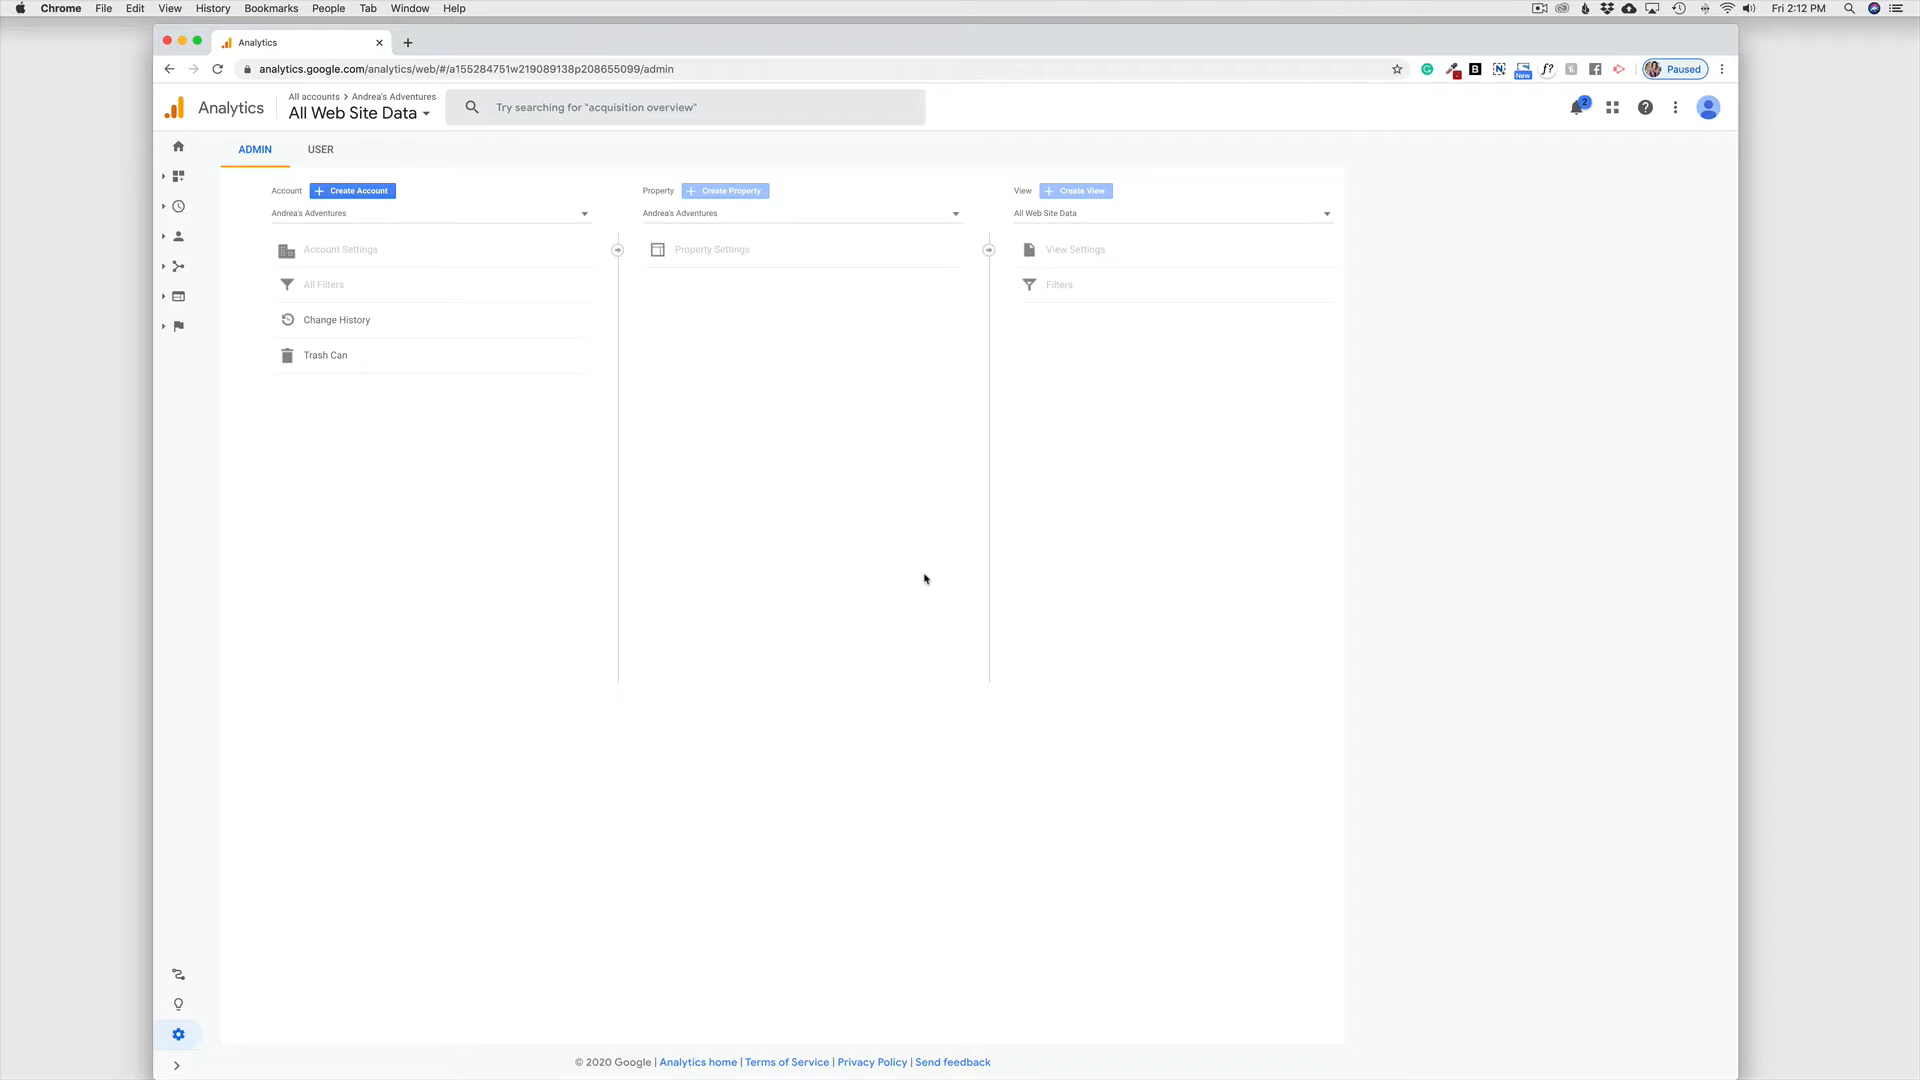 Chrome File Edit View History Bookmarks People Tab Window Help Fri 2:12 PM
Analytics
analytics.google.com/analytics/web/#/a155284751w219089138p208655099/admin
New
Paused
Analytics
All accounts > Andrea's Adventures
All Web Site Data
Try searching for "acquisition overview"
2
ADMIN USER
Account + Create Account
Property + Create Property
View + Create View
Andrea's Adventures
Andrea's Adventures
All Web Site Data
Account Settings
Property Settings
View Settings
All Filters
Filters
Change History
Trash Can
© 2020 Google | Analytics home | Terms of Service | Privacy Policy | Send feedback